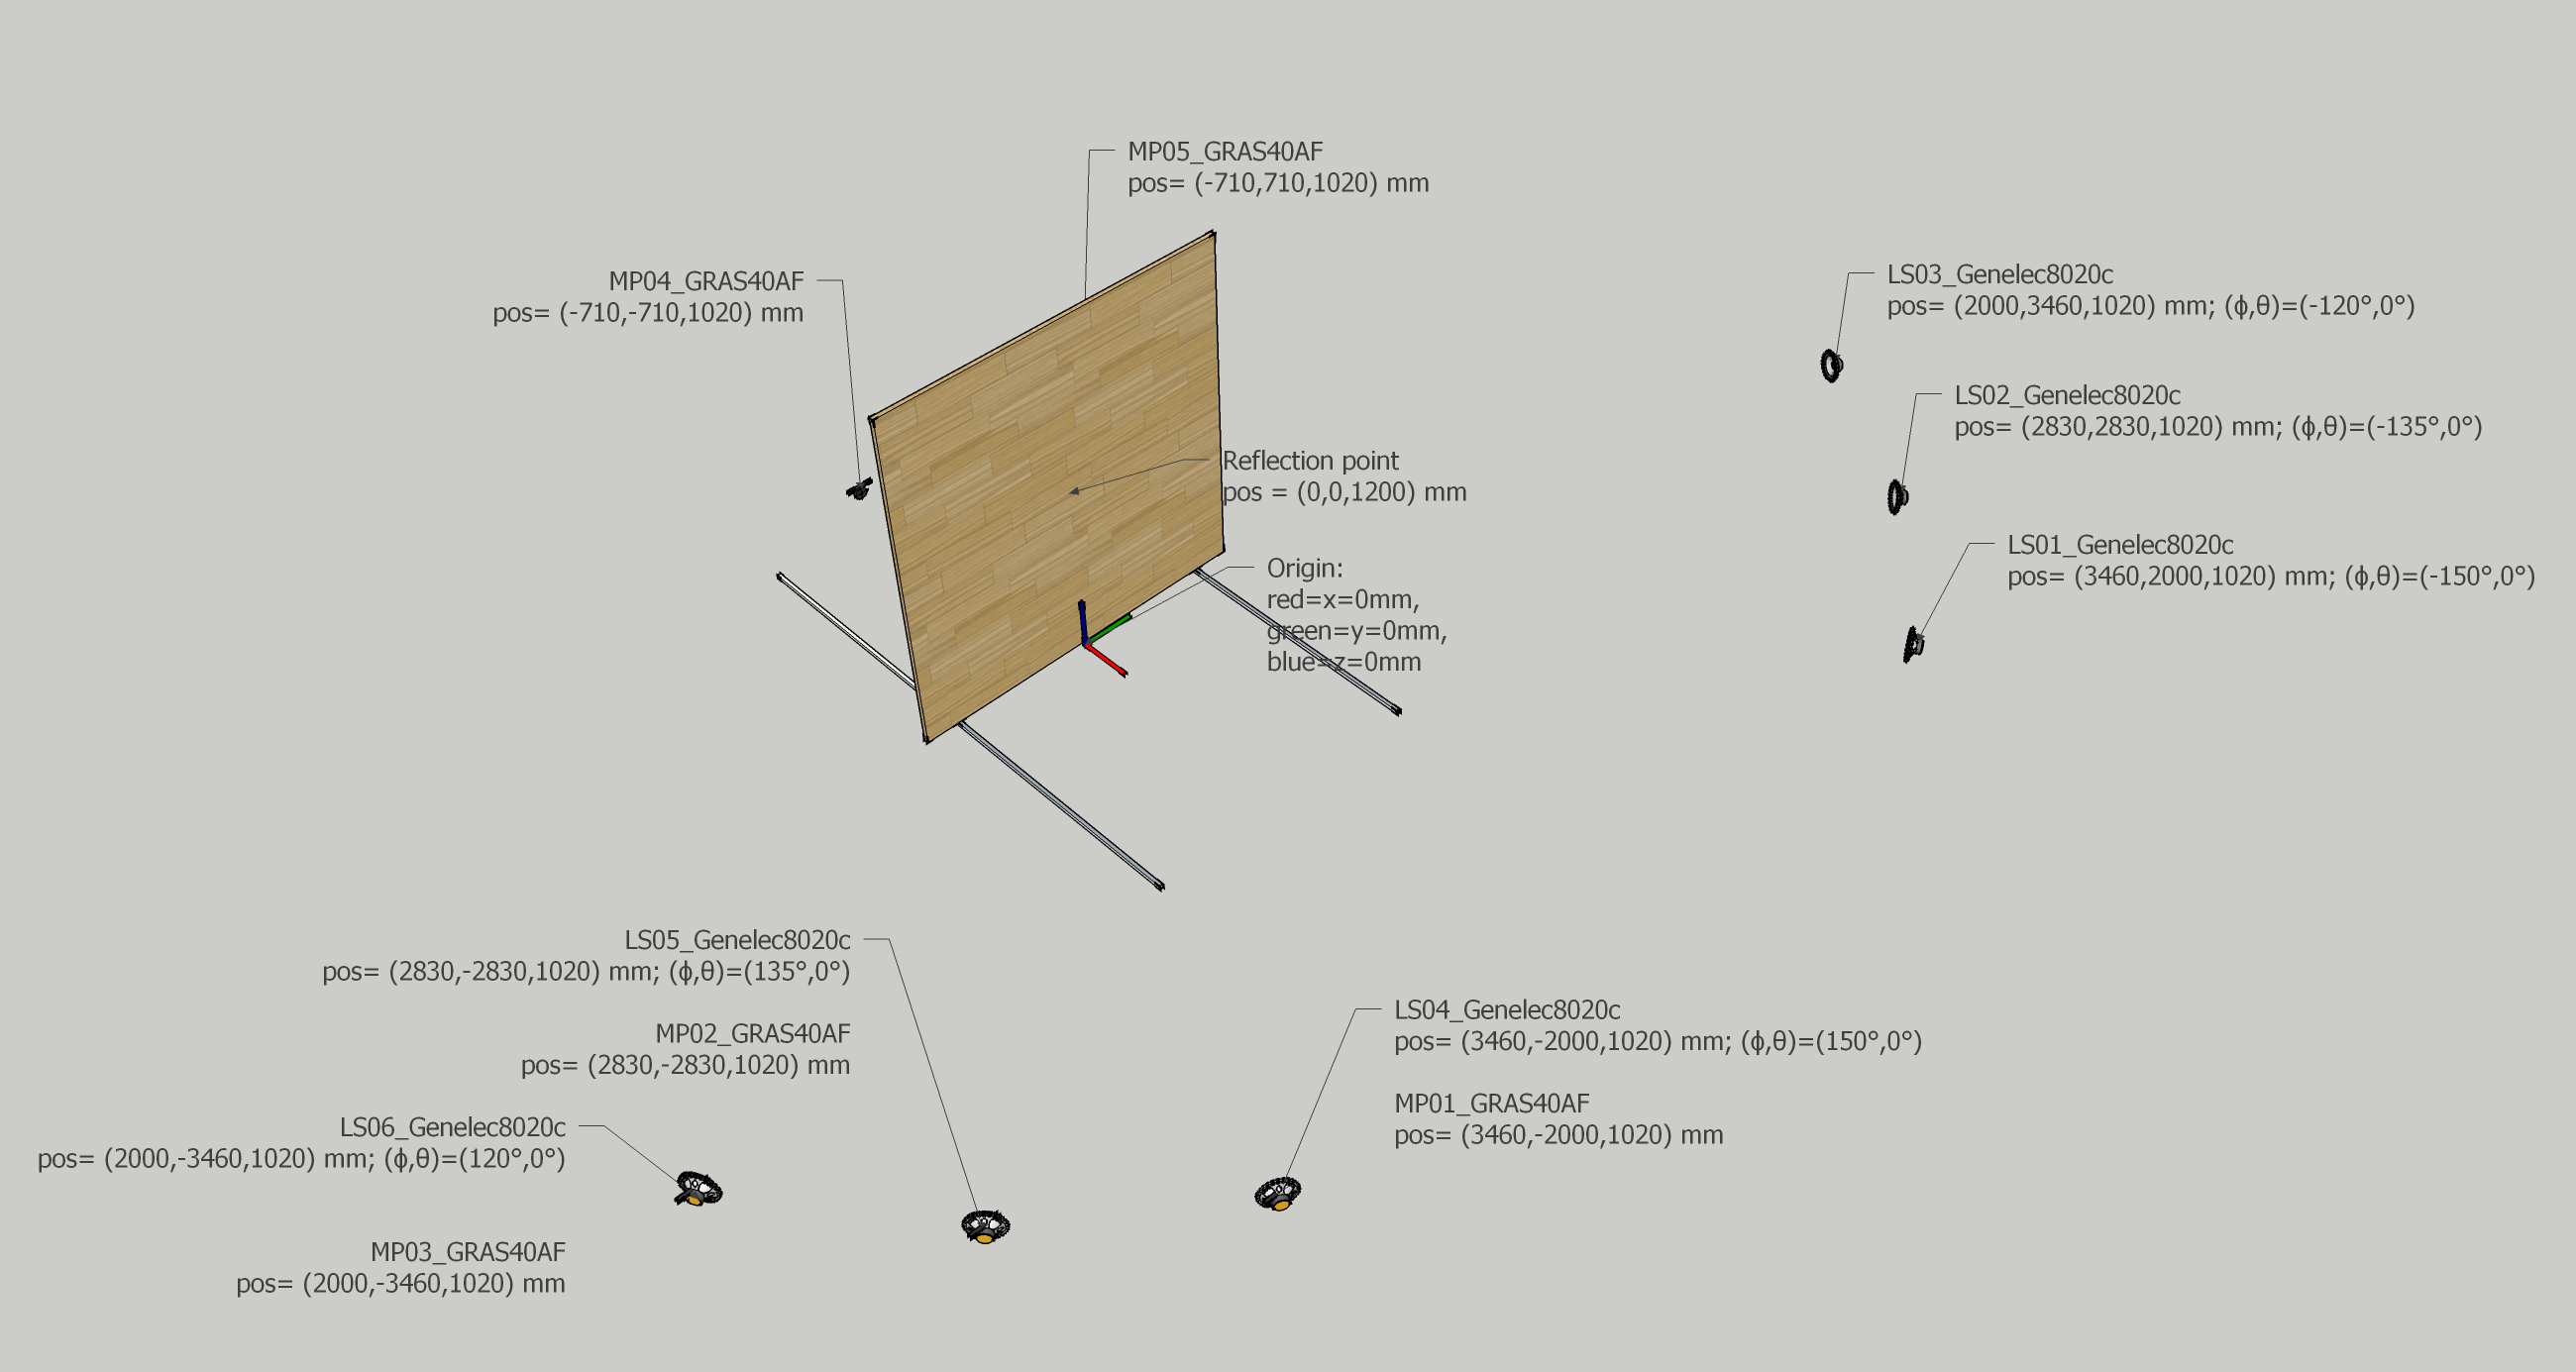 MP05_GRAS40AF
pos= (-710,710,1020) mm
MP04_GRAS40AF
pos= (-710,-710,1020) mm
LS03_Genelec8020c
pos= (2000,3460,1020) mm; (ϕ,θ)=(-120°,0°)
LS02_Genelec8020c
pos= (2830,2830,1020) mm; (ϕ,θ)=(-135°,0°)
Reflection point
pos = (0,0,1200) mm
LS01_Genelec8020c
pos= (3460,2000,1020) mm; (ϕ,θ)=(-150°,0°)
Origin:
red=x=0mm,
green=y=0mm,
blue=z=0mm
LS05_Genelec8020c
pos= (2830,-2830,1020) mm; (ϕ,θ)=(135°,0°)
MP02_GRAS40AF
pos= (2830,-2830,1020) mm
LS04_Genelec8020c
pos= (3460,-2000,1020) mm; (ϕ,θ)=(150°,0°)
MP01_GRAS40AF
pos= (3460,-2000,1020) mm
LS06_Genelec8020c
pos= (2000,-3460,1020) mm; (ϕ,θ)=(120°,0°)
MP03_GRAS40AF
pos= (2000,-3460,1020) mm